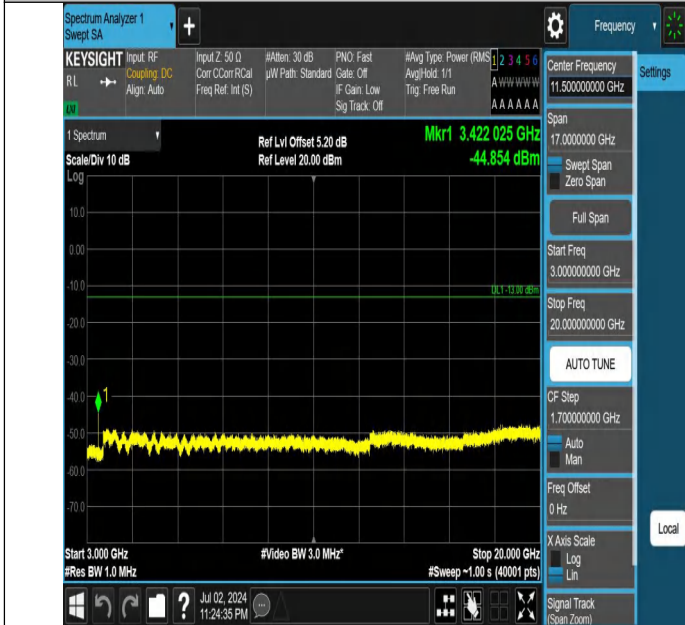 Spectrum Analyzer 1
Swept SA
+
Frequency
KEYSIGHT
RL
Input: RF
Coupling: DC
Align: Auto
Input Z: 50 Ω
Corr CCorr RCal
Freq Ref: Int (S)
#Atten: 30 dB
µW Path: Standard
PNO: Fast
Gate: Off
IF Gain: Low
Sig Track: Off
#Avg Type: Power (RMS
Avg|Hold: 1/1
Trig: Free Run
1 2 3 4 5 6
A W W W W W
A A A A A A
1 Spectrum
Scale/Div 10 dB
Log
Ref Lvl Offset 5.20 dB
Ref Level 20.00 dBm
Mkr1 3.422 025 GHz
-44.854 dBm
10.0
0.00
-10.0
DL1 -13.00 dBm
-20.0
-30.0
-40.0
1
-50.0
-60.0
-70.0
Start 3.000 GHz
#Res BW 1.0 MHz
#Video BW 3.0 MHz*
Stop 20.000 GHz
#Sweep ~1.00 s (40001 pts)
Jul 02, 2024
11:24:35 PM
Center Frequency
11.500000000 GHz
Settings
Span
17.0000000 GHz
Swept Span
Zero Span
Full Span
Start Freq
3.000000000 GHz
Stop Freq
20.000000000 GHz
AUTO TUNE
CF Step
1.700000000 GHz
Auto
Man
Freq Offset
0 Hz
X Axis Scale
Log
Lin
Local
Signal Track
(Span Zoom)